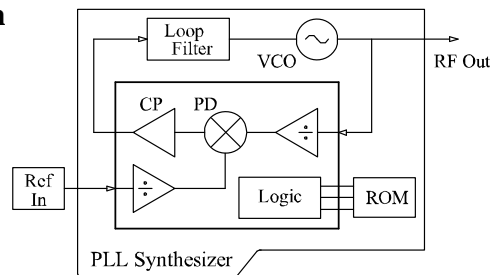 Loop
Filter
VCO
RF Out
CP
PD
÷
÷
Ref
In
Logic
ROM
PLL Synthesizer